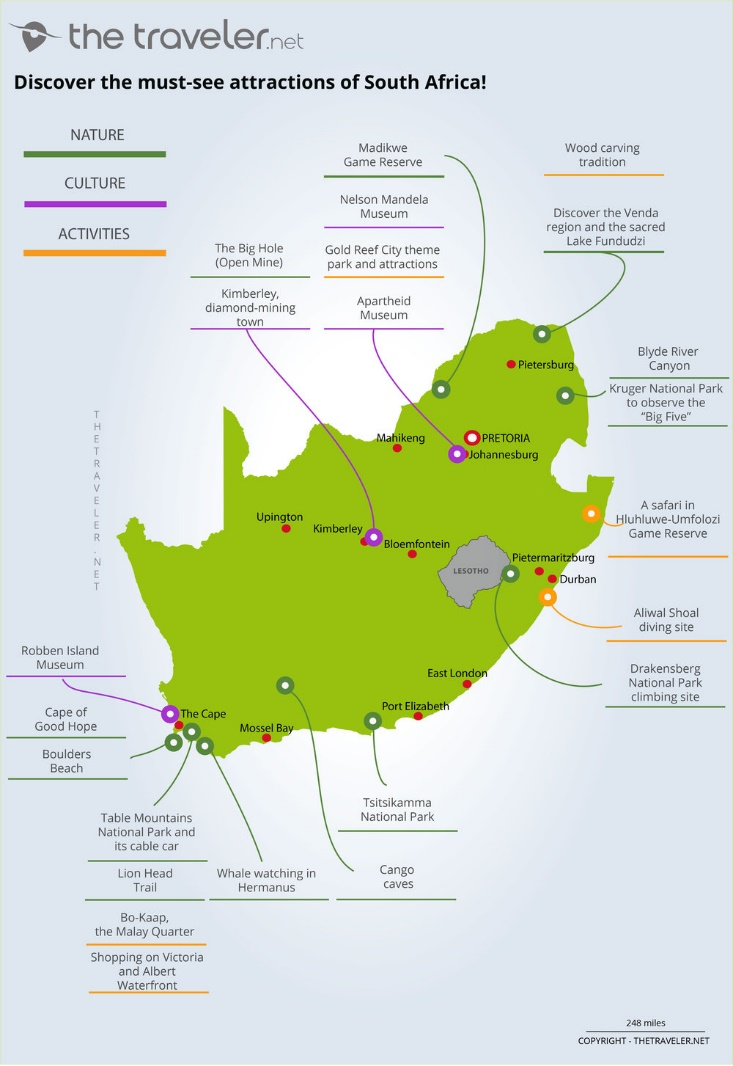 the traveler.net
Discover the must-see attractions of South Africa!
NATURE
CULTURE
ACTIVITIES
Madikwe
Game Reserve
Nelson Mandela
Museum
Gold Reef City theme
park and attractions
Apartheid
Museum
The Big Hole
(Open Mine)
Kimberley,
diamond-mining
town
Wood carving
tradition
Discover the Venda
region and the sacred
Lake Fundudzi
Blyde River
Canyon
Kruger National Park
to observe the
“Big Five”
Pietersburg
PRETORIA
Johannesburg
Mahikeng
THETRAVELER.NET
Upington
Kimberley
Bloemfontein
LESOTHO
Pietermaritzburg
Durban
A safari in
Hluhluwe-Umfolozi
Game Reserve
Aliwal Shoal
diving site
Drakensberg
National Park
climbing site
East London
Port Elizabeth
Mossel Bay
The Cape
Robben Island
Museum
Cape of
Good Hope
Boulders
Beach
Table Mountains
National Park and
its cable car
Lion Head
Trail
Bo-Kaap,
the Malay Quarter
Shopping on Victoria
and Albert
Waterfront
Whale watching in
Hermanus
Tsitsikamma
National Park
Cango
caves
248 miles
COPYRIGHT - THETRAVELER.NET